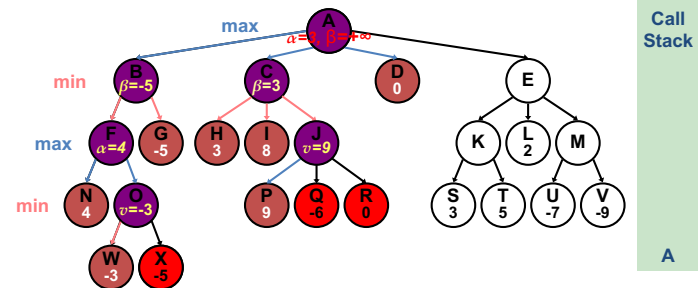 A
α=3, β=+∞
max
Call
Stack
B
β=-5
C
β=3
D
0
E
min
F
α=4
G
-5
H
3
I
8
J
v=9
K
L
2
M
max
N
4
O
v=-3
P
9
Q
-6
R
0
S
3
T
5
U
-7
V
-9
min
W
-3
X
-5
A